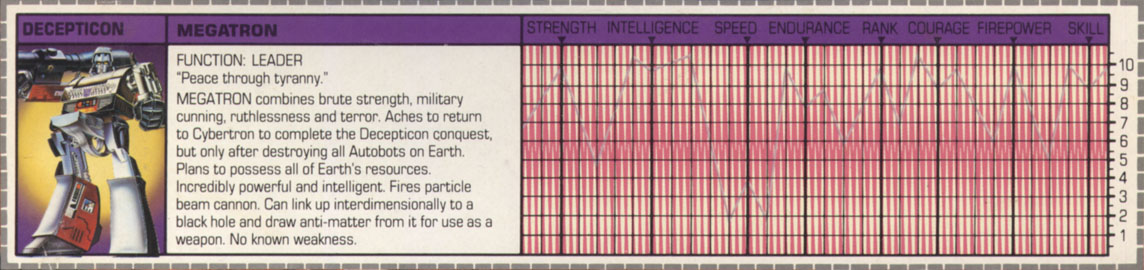 DECEPTICON
MEGATRON
STRENGTH INTELLIGENCE SPEED ENDURANCE RANK COURAGE FIREPOWER SKILL
FUNCTION: LEADER
"Peace through tyranny."
MEGATRON combines brute strength, military
cunning, ruthlessness and terror. Aches to return
to Cybertron to complete the Decepticon conquest,
but only after destroying all Autobots on Earth.
Plans to possess all of Earth's resources.
Incredibly powerful and intelligent. Fires particle
beam cannon. Can link up interdimensionally to a
black hole and draw anti-matter from it for use as a
weapon. No known weakness.
10
9
8
7
6
5
4
3
2
1